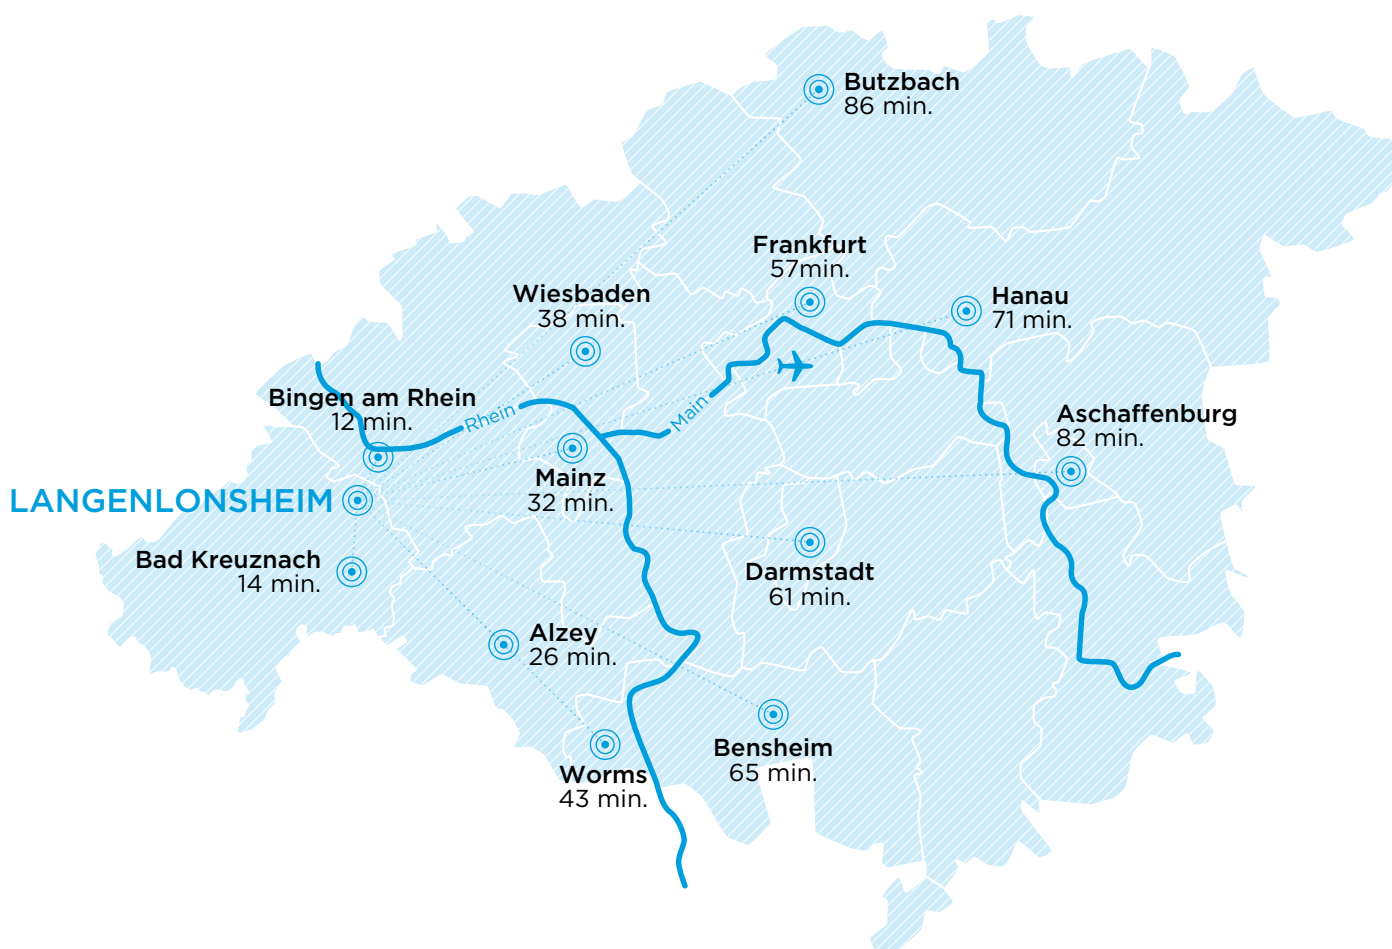 Butzbach
86 min.
Frankfurt
57min.
Wiesbaden
38 min.
Hanau
71 min.
Bingen am Rhein
12 min.
Rhein
Main
Aschaffenburg
82 min.
Mainz
32 min.
LANGENLONSHEIM
Bad Kreuznach
14 min.
Darmstadt
61 min.
Alzey
26 min.
Bensheim
65 min.
Worms
43 min.